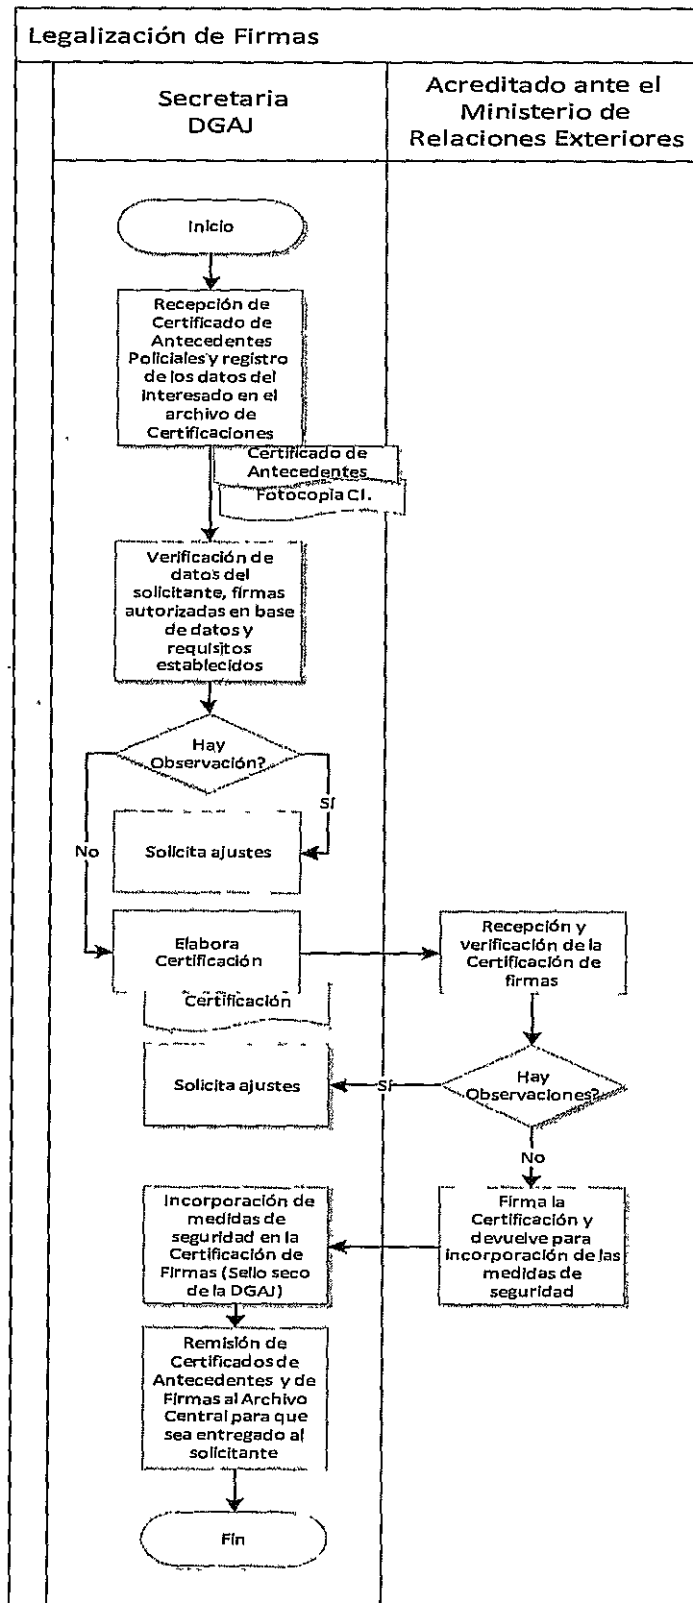 Legalización de Firmas
Secretaria
DGAJ
Acreditado ante el
Ministerio de
Relaciones Exteriores
Inicio
Recepción de
Certificado de
Antecedentes
Policiales y registro
de los datos del
interesado en el
archivo de
Certificaciones
Certificado de
Antecedentes
Fotocopia CI.
Verificación de
datos del
solicitante, firmas
autorizadas en base
de datos y
requisitos
establecidos
Hay
Observación?
Sí
No
Solicita ajustes
Elabora
Certificación
Certificación
Recepción y
verificación de la
Certificación de
firmas
Hay
Observaciones?
Sí
Solicita ajustes
No
Firma la
Certificación y
devuelve para
incorporación de las
medidas de
seguridad
Incorporación de
medidas de
seguridad en la
Certificación de
Firmas (Sello seco
de la DGAJ)
Remisión de
Certificados de
Antecedentes y de
Firmas al Archivo
Central para que
sea entregado al
solicitante
Fin